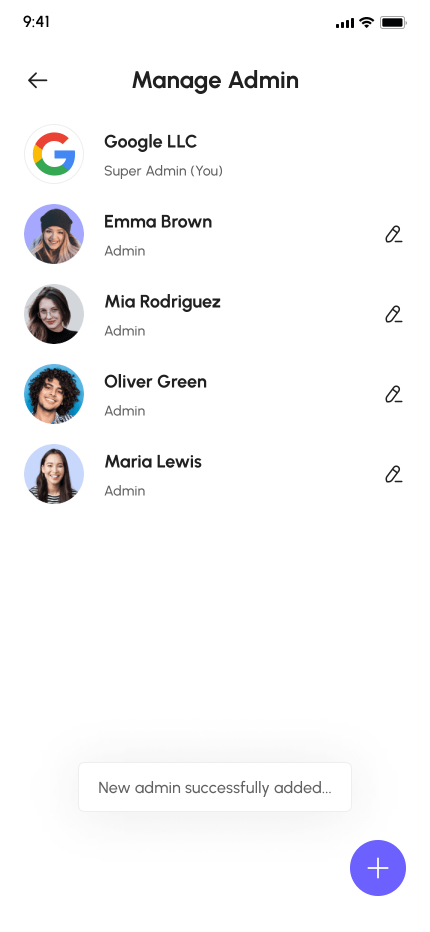 9:41
Manage Admin
Google LLC
Super Admin (You)
Emma Brown
Admin
Mia Rodriguez
Admin
Oliver Green
Admin
Maria Lewis
Admin
New admin successfully added...